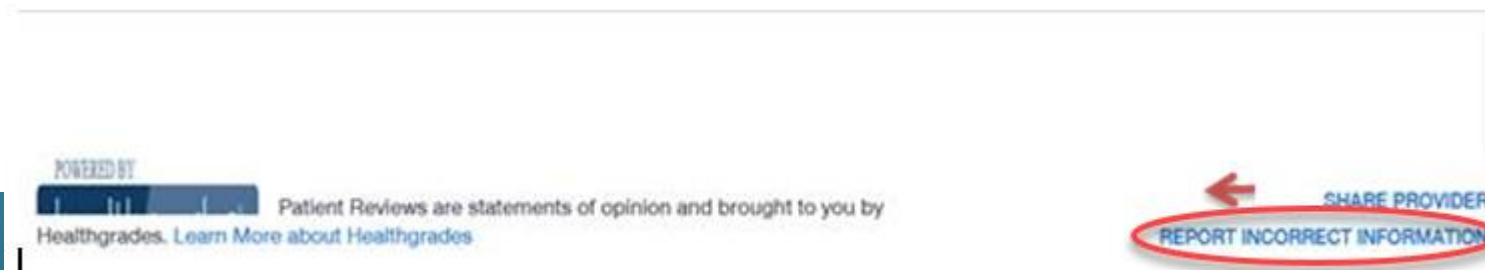 POWERED BY
Patient Reviews are statements of opinion and brought to you by
Healthgrades. Learn More about Healthgrades
SHARE PROVIDER
REPORT INCORRECT INFORMATION